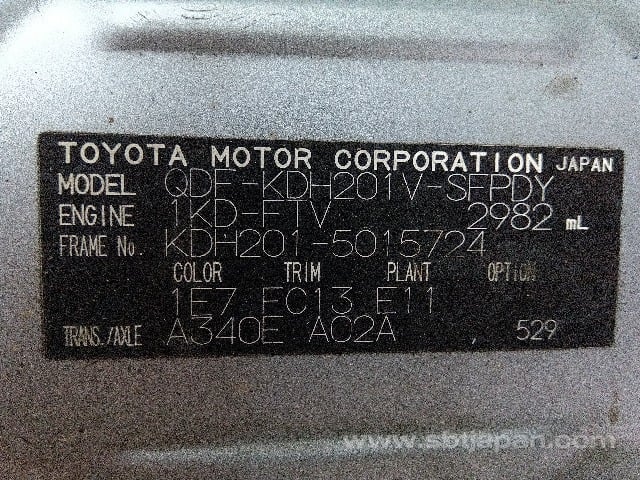 TOYOTA MOTOR CORPORATION JAPAN
MODEL QDF-KDH201V-SFPDY
ENGINE 1KD-FTV 2982 mL
FRAME No. KDH201-5015724
COLOR TRIM PLANT OPTION
1E7 FC13 E11
TRANS./AXLE A340E A02A , 529
www.sbtjapan.com